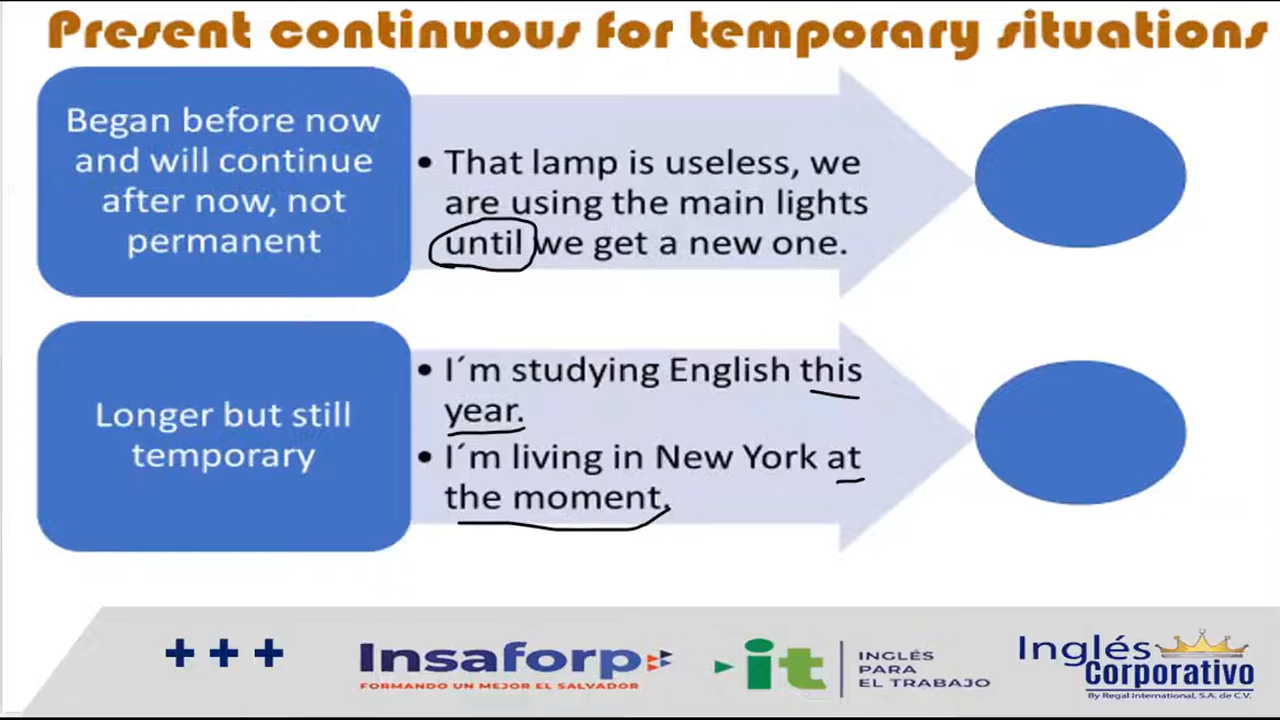 Present continuous for temporary situations
Began before now
and will continue
after now, not
permanent
• That lamp is useless, we
are using the main lights
until we get a new one.
Longer but still
temporary
• I´m studying English this
year.
• I´m living in New York at
the moment.
+++
Insaforp
FORMANDO UN MEJOR EL SALVADOR
it
INGLÉS
PARA
EL TRABAJO
Inglés
Corporativo
By Regal International, S.A. de C.V.